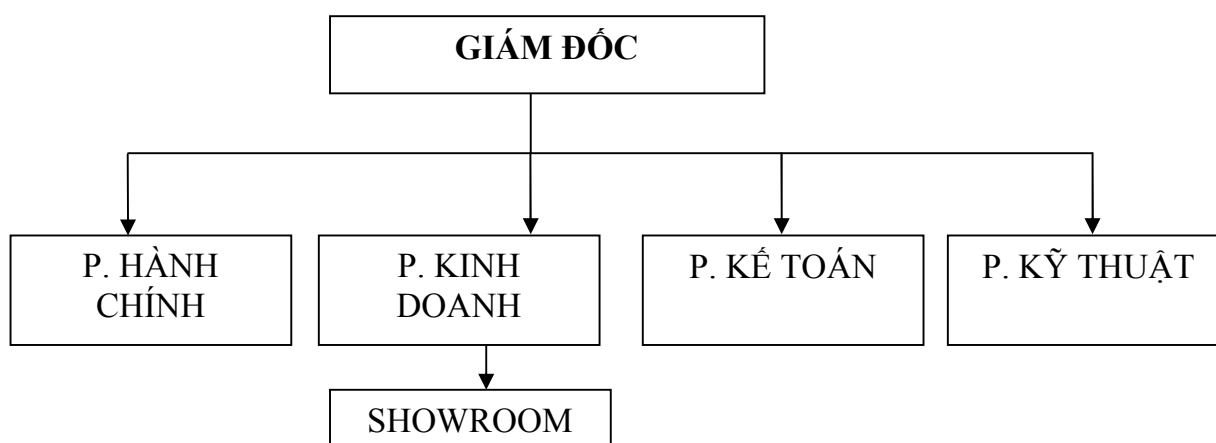 GIÁM ĐỐC
P. HÀNH
CHÍNH
P. KINH
DOANH
P. KẾ TOÁN
P. KỸ THUẬT
SHOWROOM